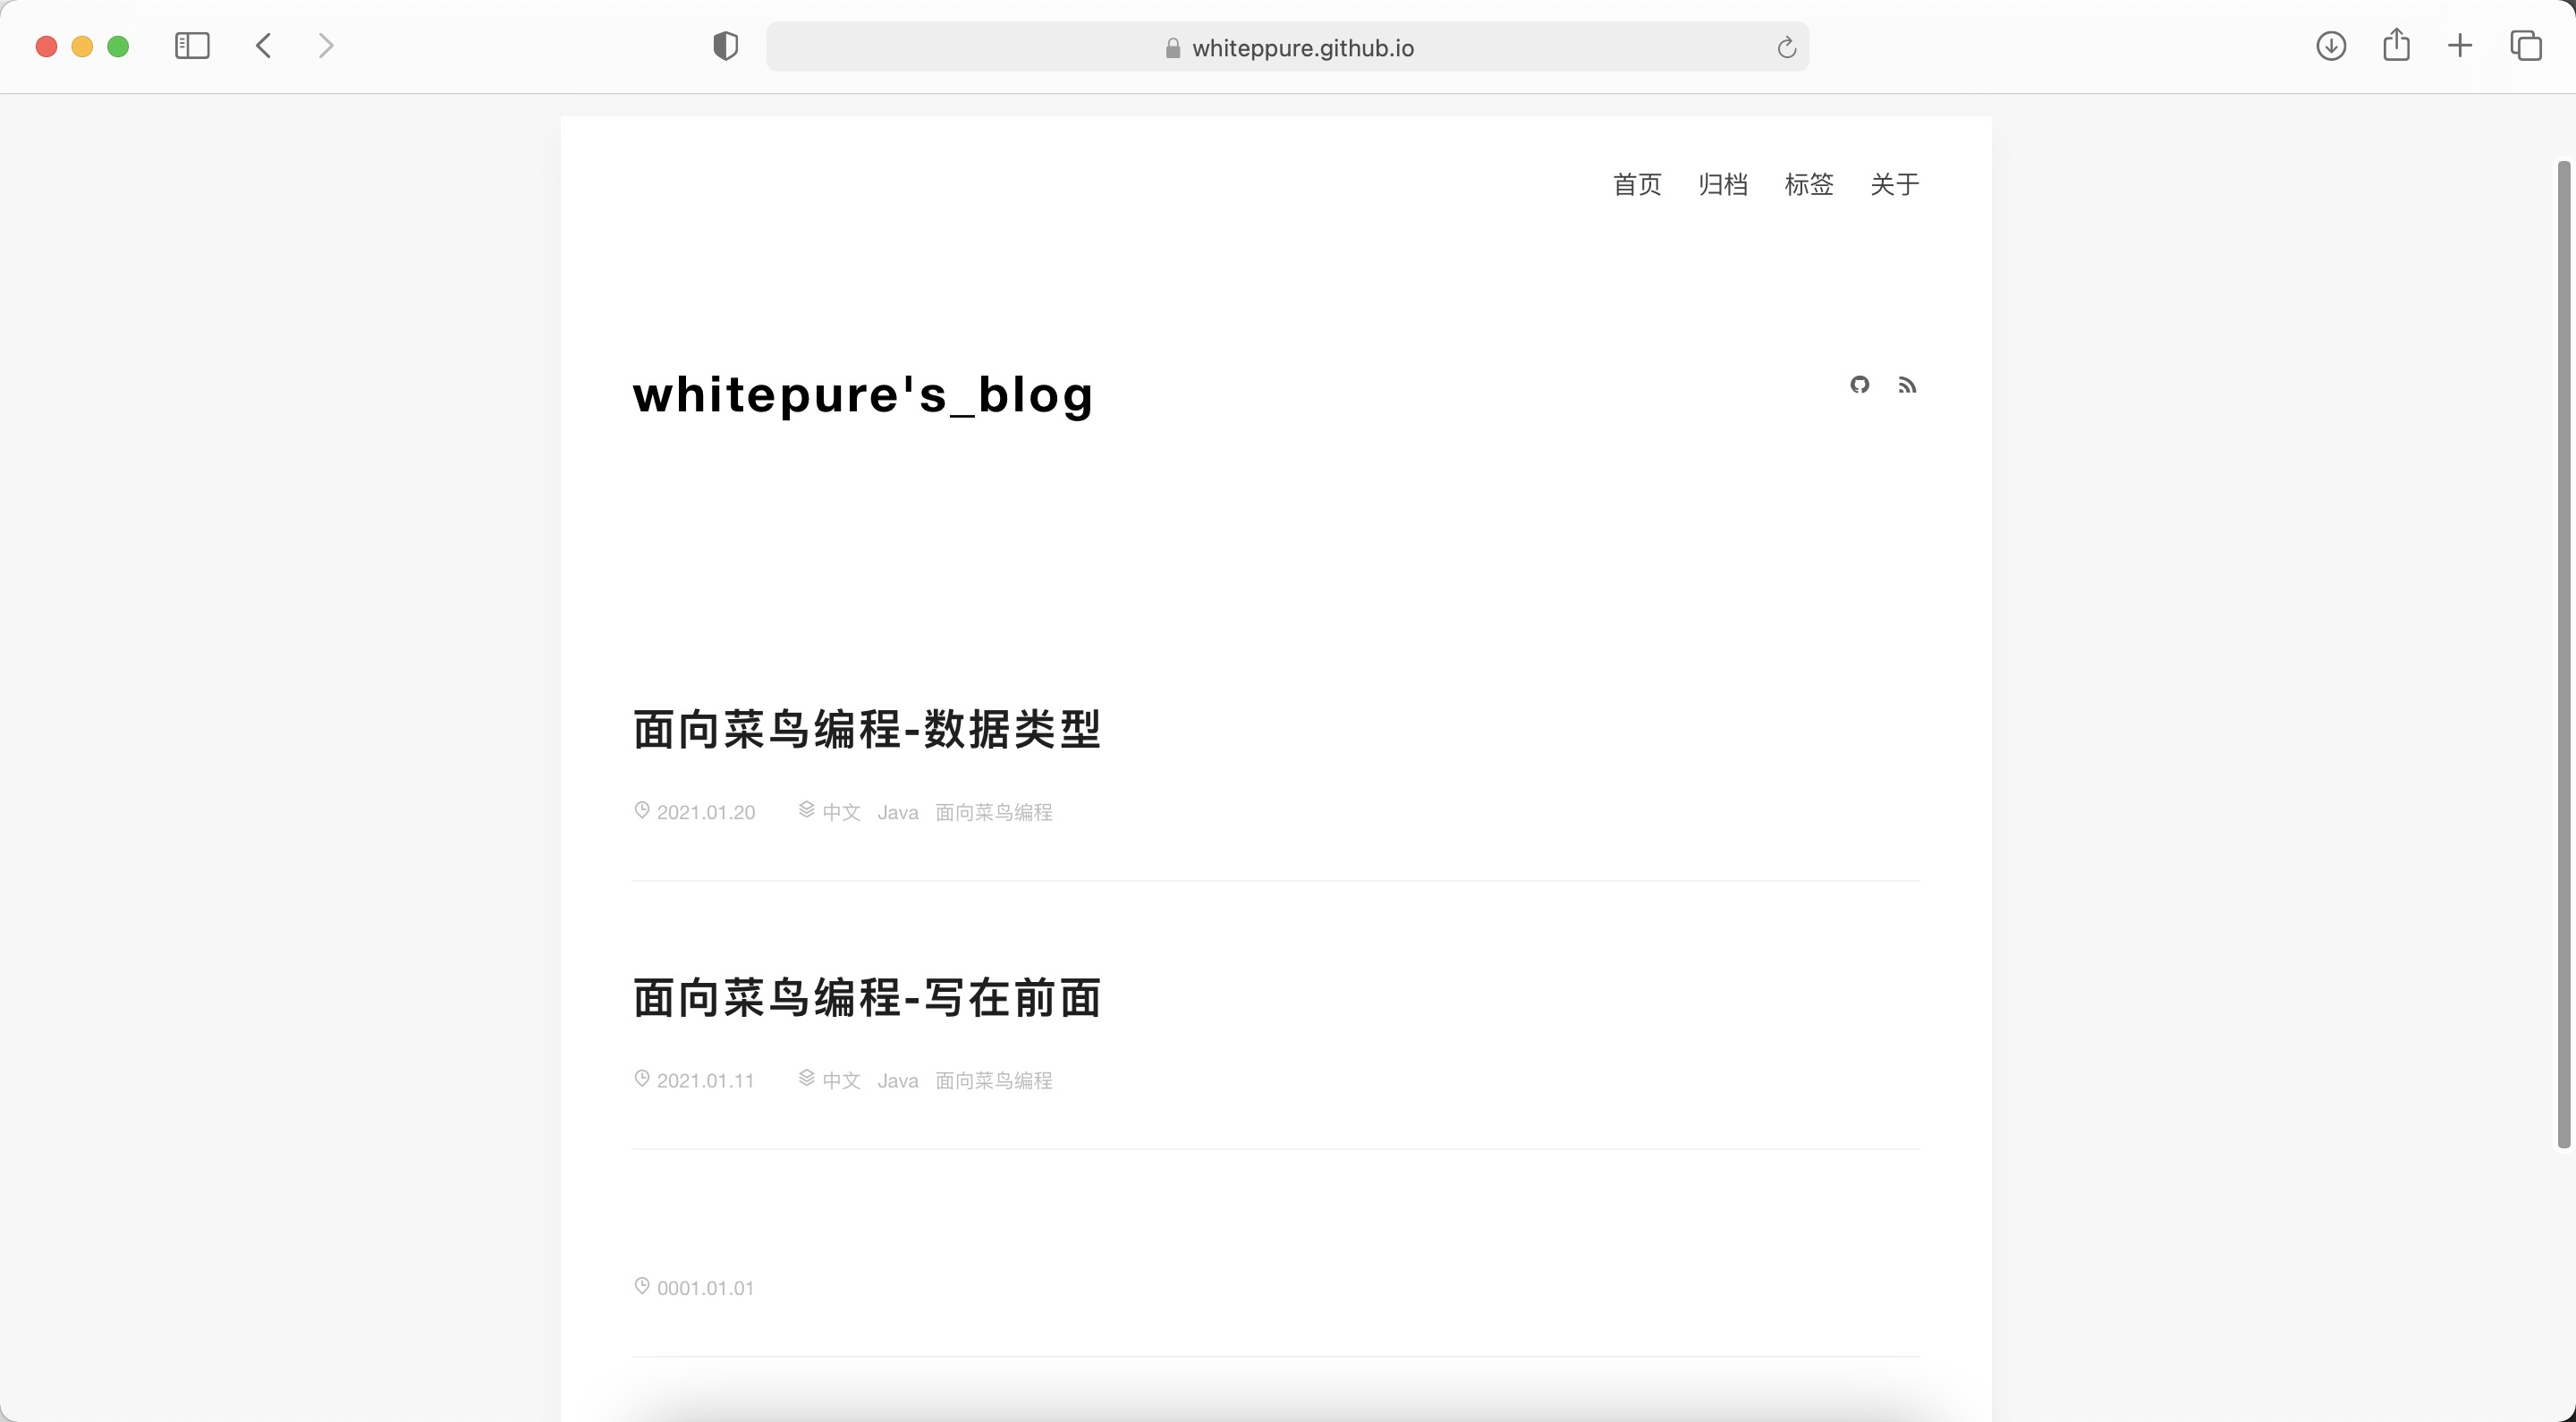 whiteppure.github.io
首页 归档 标签 关于
whitepure's_blog
面向菜鸟编程-数据类型
2021.01.20 中文 Java 面向菜鸟编程
面向菜鸟编程-写在前面
2021.01.11 中文 Java 面向菜鸟编程
0001.01.01